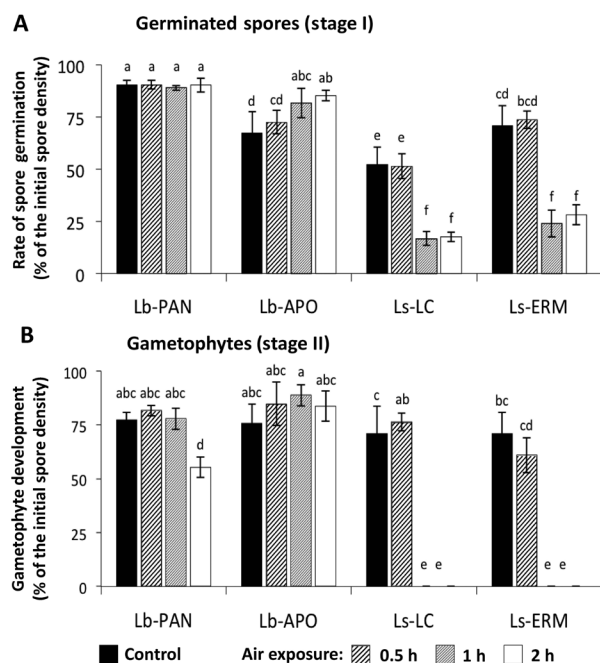 A
Germinated spores (stage I)
Rate of spore germination
(% of the initial spore density)
100
75
50
25
0
a a a a
d cd abc ab
e e f f
cd bcd f f
Lb-PAN Lb-APO Ls-LC Ls-ERM
B
Gametophytes (stage II)
Gametophyte development
(% of the initial spore density)
100
75
50
25
0
abc abc abc d
abc abc a abc
c ab e e
bc cd e e
Lb-PAN Lb-APO Ls-LC Ls-ERM
Control Air exposure: 0.5 h 1 h 2 h